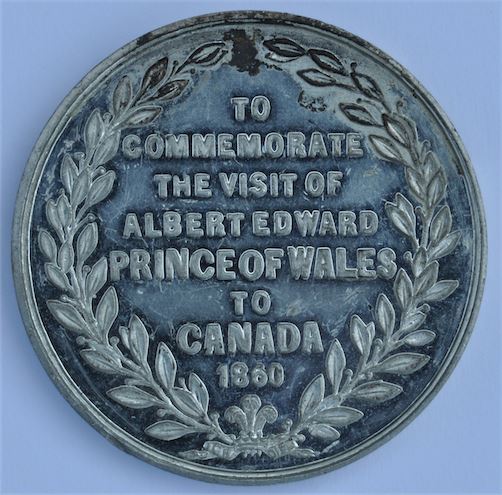 TO
COMMEMORATE
THE VISIT OF
ALBERT EDWARD
PRINCE OF WALES
TO
CANADA
1860